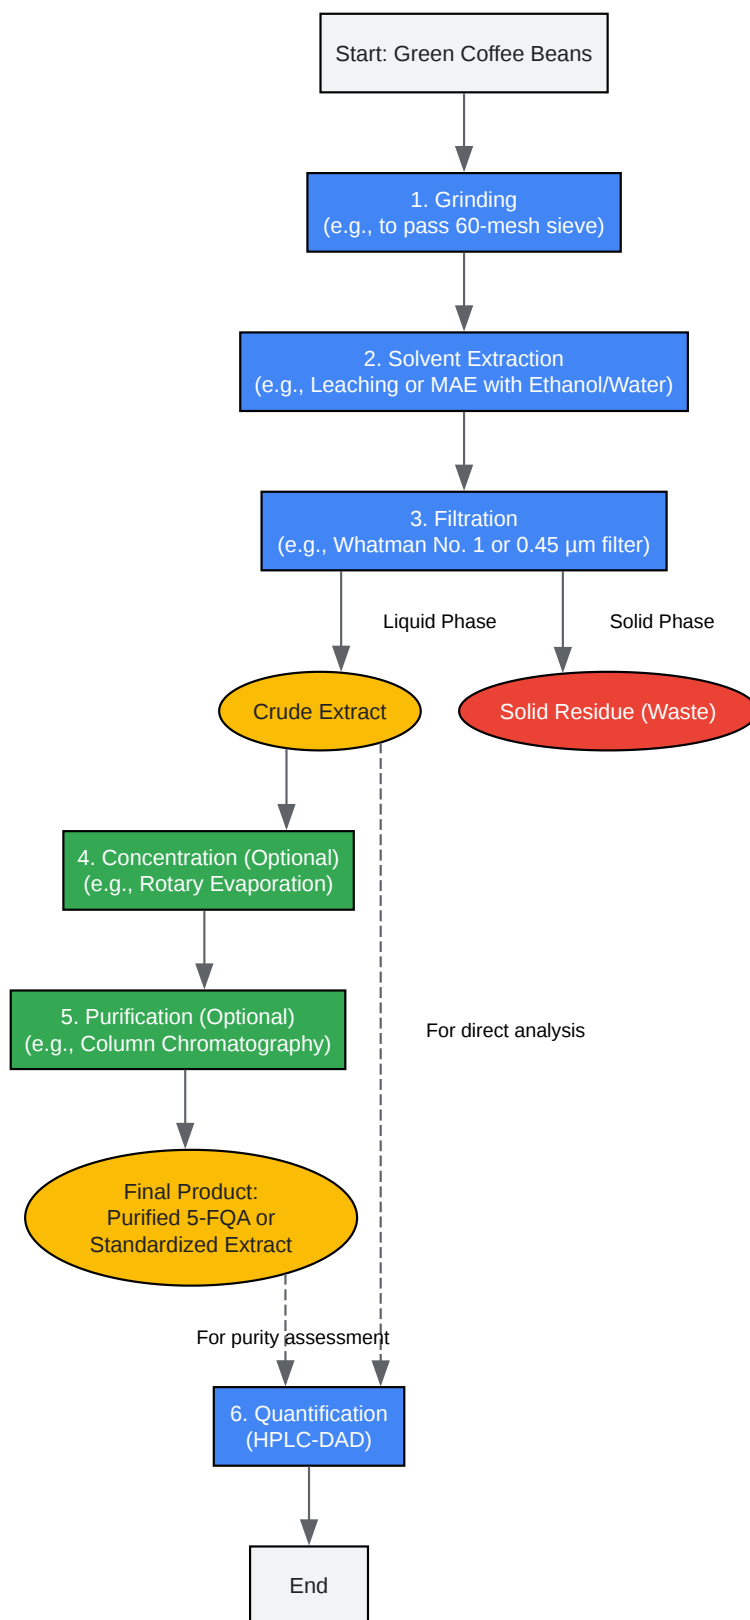 Start: Green Coffee Beans
1. Grinding
(e.g., to pass 60-mesh sieve)
2. Solvent Extraction
(e.g., Leaching or MAE with Ethanol/Water)
3. Filtration
(e.g., Whatman No. 1 or 0.45 µm filter)
Liquid Phase
Solid Phase
Crude Extract
Solid Residue (Waste)
4. Concentration (Optional)
(e.g., Rotary Evaporation)
5. Purification (Optional)
(e.g., Column Chromatography)
For direct analysis
Final Product:
Purified 5-FQA or
Standardized Extract
For purity assessment
6. Quantification
(HPLC-DAD)
End